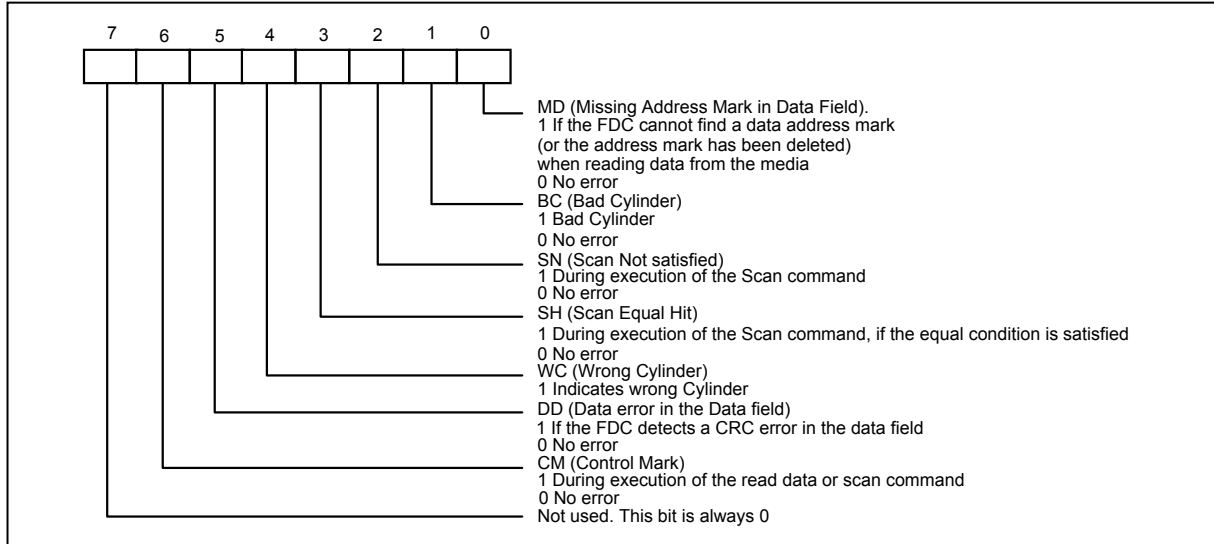 7 6 5 4 3 2 1 0
MD (Missing Address Mark in Data Field).
1 If the FDC cannot find a data address mark
(or the address mark has been deleted)
when reading data from the media
0 No error
BC (Bad Cylinder)
1 Bad Cylinder
0 No error
SN (Scan Not satisfied)
1 During execution of the Scan command
0 No error
SH (Scan Equal Hit)
1 During execution of the Scan command, if the equal condition is satisfied
0 No error
WC (Wrong Cylinder)
1 Indicates wrong Cylinder
DD (Data error in the Data field)
1 If the FDC detects a CRC error in the data field
0 No error
CM (Control Mark)
1 During execution of the read data or scan command
0 No error
Not used. This bit is always 0